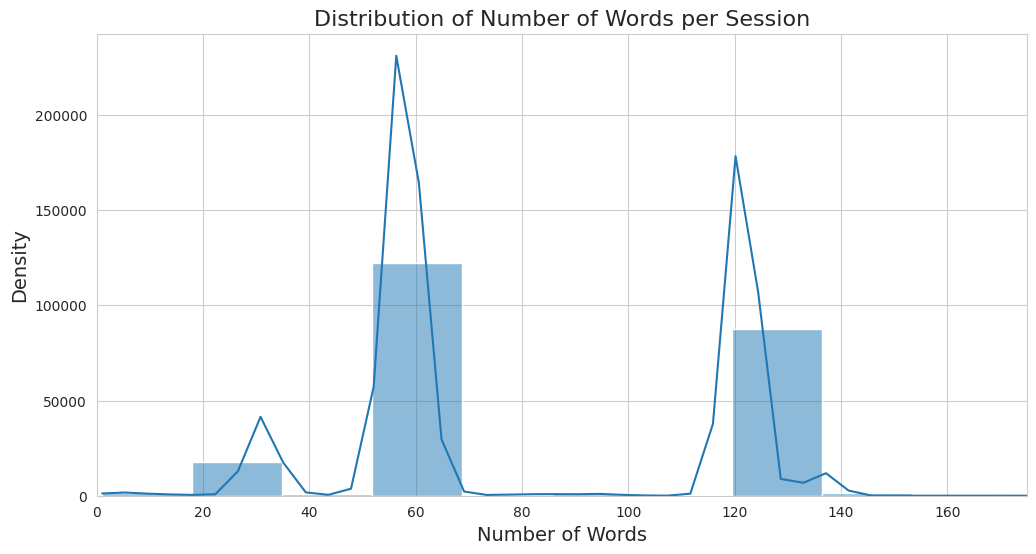 Distribution of Number of Words per Session
Density
200000
150000
100000
50000
0
0 20 40 60 80 100 120 140 160
Number of Words